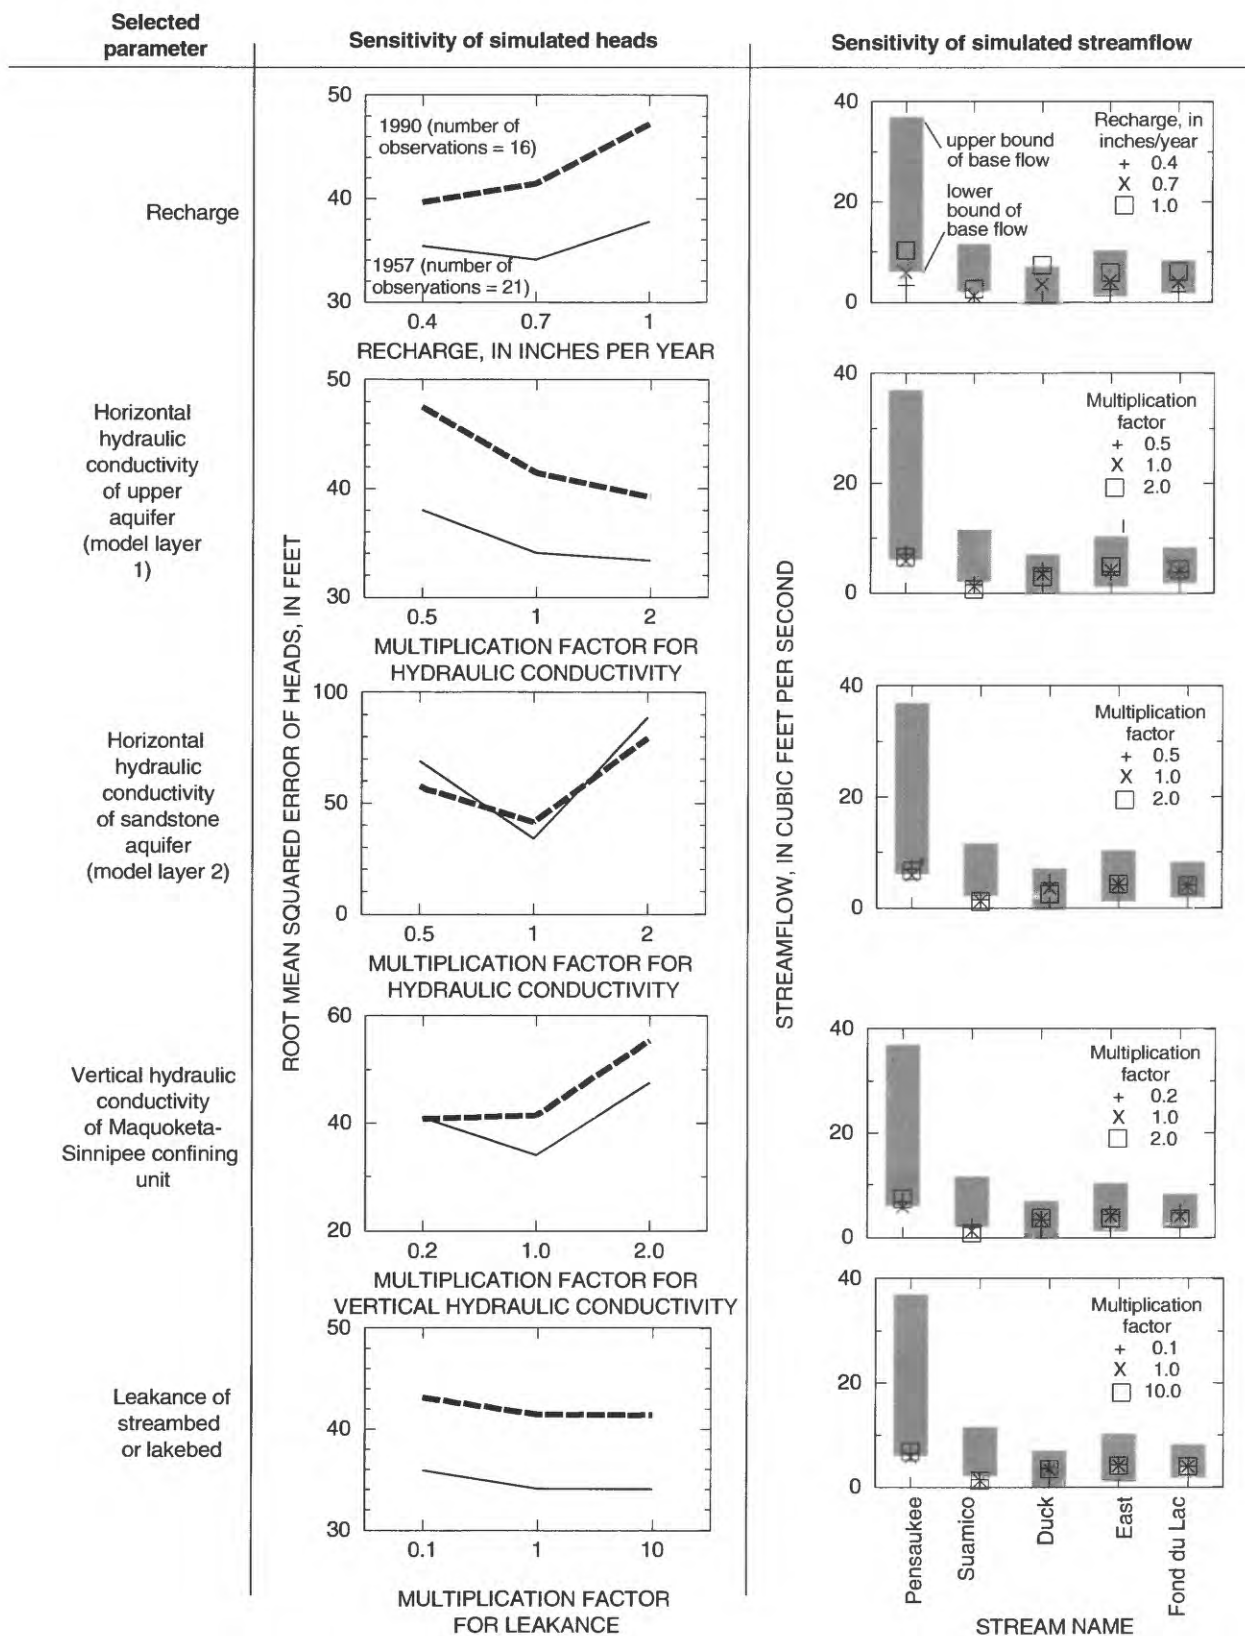 Selected
parameter
Sensitivity of simulated heads
Sensitivity of simulated streamflow
ROOT MEAN SQUARED ERROR OF HEADS, IN FEET
STREAMFLOW, IN CUBIC FEET PER SECOND
Recharge
50
40
30
1990 (number of
observations = 16)
1957 (number of
observations = 21)
0.4 0.7 1
RECHARGE, IN INCHES PER YEAR
40
20
0
upper bound
of base flow
lower
bound of
base flow
Recharge, in
inches/year
+ 0.4
X 0.7
□ 1.0
Horizontal
hydraulic
conductivity
of upper
aquifer
(model layer
1)
50
40
30
0.5 1 2
MULTIPLICATION FACTOR FOR
HYDRAULIC CONDUCTIVITY
40
20
0
Multiplication
factor
+ 0.5
X 1.0
□ 2.0
Horizontal
hydraulic
conductivity
of sandstone
aquifer
(model layer 2)
100
50
0
0.5 1 2
MULTIPLICATION FACTOR FOR
HYDRAULIC CONDUCTIVITY
40
20
0
Multiplication
factor
+ 0.5
X 1.0
□ 2.0
Vertical hydraulic
conductivity
of Maquoketa-
Sinnipee confining
unit
60
40
20
0.2 1.0 2.0
MULTIPLICATION FACTOR FOR
VERTICAL HYDRAULIC CONDUCTIVITY
40
20
0
Multiplication
factor
+ 0.2
X 1.0
□ 2.0
Leakance of
streambed
or lakebed
50
40
30
0.1 1 10
MULTIPLICATION FACTOR
FOR LEAKANCE
40
20
0
Multiplication
factor
+ 0.1
X 1.0
□ 10.0
Pensaukee
Suamico
Duck
East
Fond du Lac
STREAM NAME